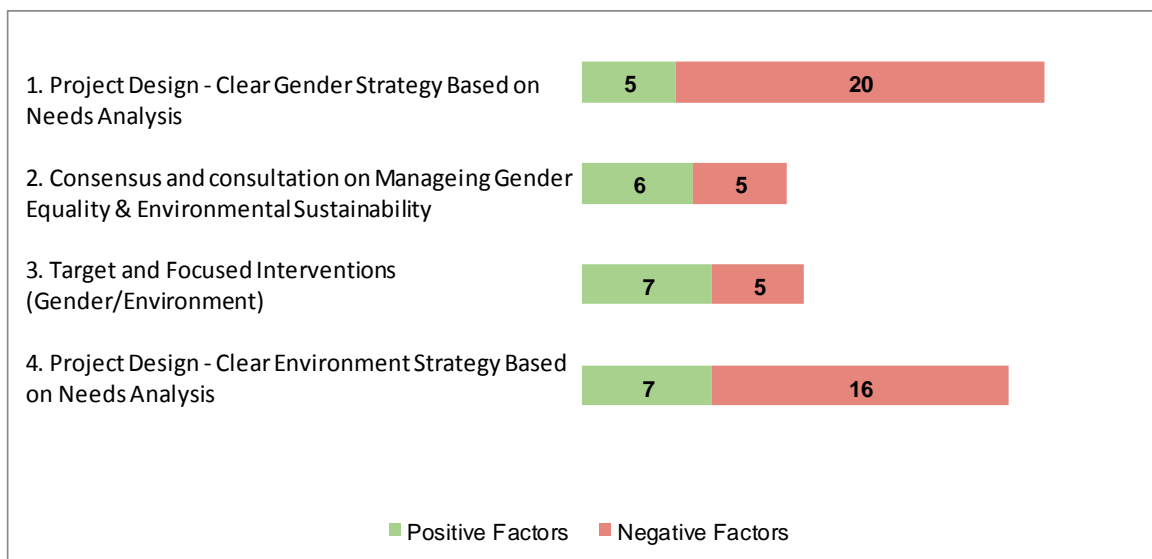 1. Project Design - Clear Gender Strategy Based on
Needs Analysis
5 20
2. Consensus and consultation on Manageing Gender
Equality & Environmental Sustainability
6 5
3. Target and Focused Interventions
(Gender/Environment)
7 5
4. Project Design - Clear Environment Strategy Based
on Needs Analysis
7 16
Positive Factors Negative Factors